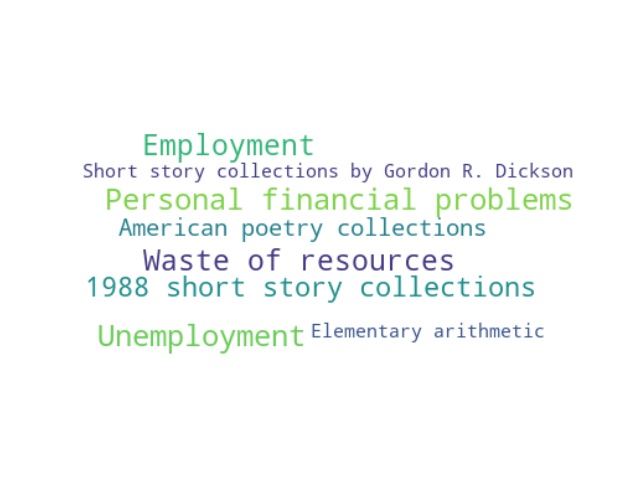 Employment
Short story collections by Gordon R. Dickson
Personal financial problems
American poetry collections
Waste of resources
1988 short story collections
Unemployment Elementary arithmetic